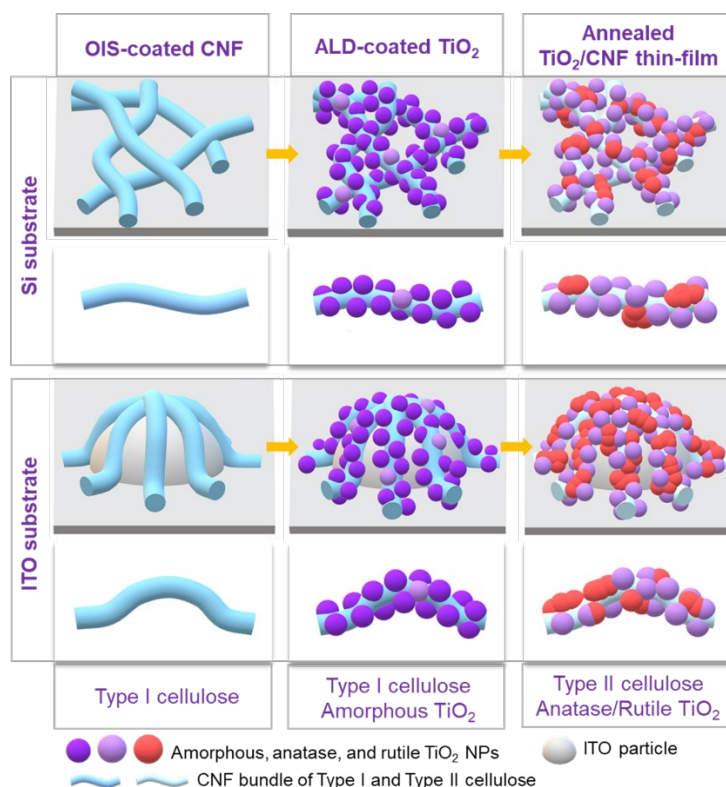 OIS-coated CNF
ALD-coated TiO₂
Annealed
TiO₂/CNF thin-film
Si substrate
ITO substrate
Type I cellulose
Type I cellulose
Amorphous TiO₂
Type II cellulose
Anatase/Rutile TiO₂
Amorphous, anatase, and rutile TiO₂ NPs
ITO particle
CNF bundle of Type I and Type II cellulose